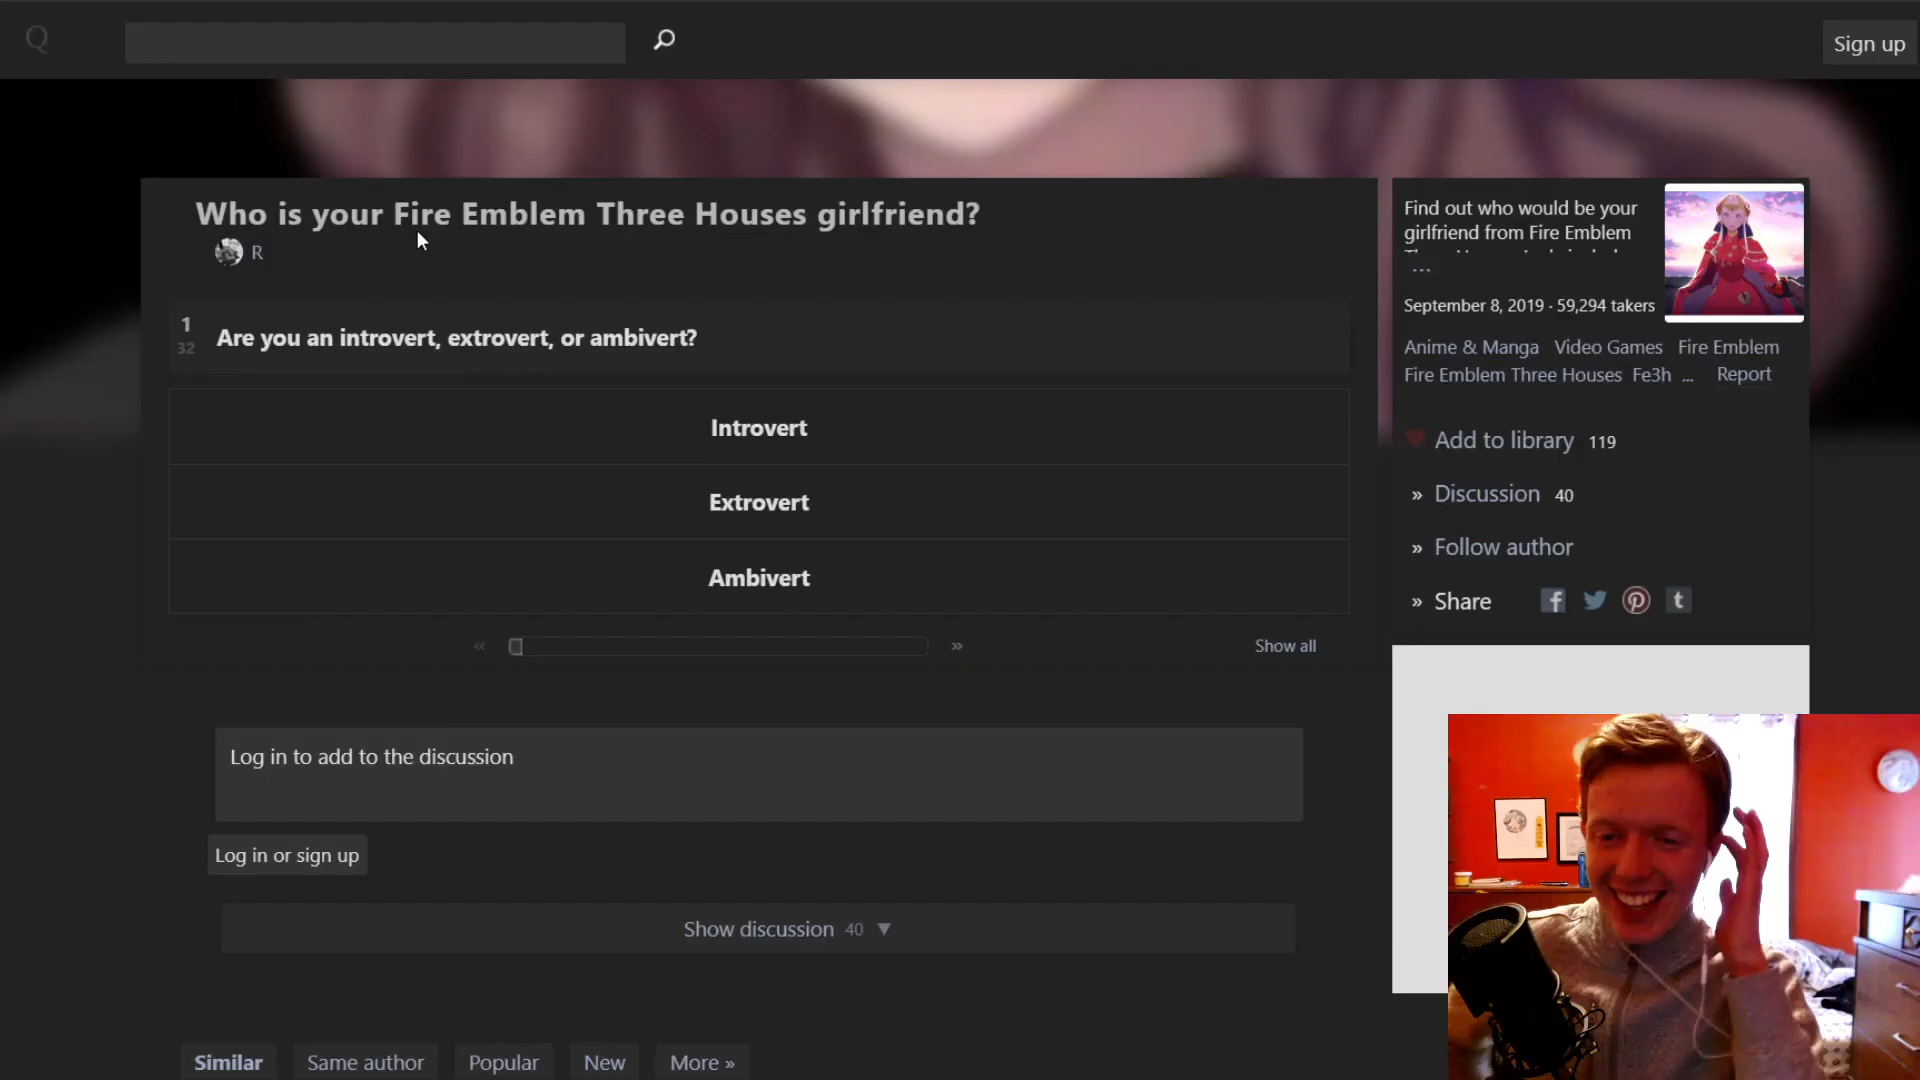 Q
Sign up
Who is your Fire Emblem Three Houses girlfriend?
R
1
32
Are you an introvert, extrovert, or ambivert?
Introvert
Extrovert
Ambivert
«
»
Show all
Log in to add to the discussion
Log in or sign up
Show discussion 40 ▼
Similar
Same author
Popular
New
More »
Find out who would be your
girlfriend from Fire Emblem
...
September 8, 2019 · 59,294 takers
Anime & Manga Video Games Fire Emblem
Fire Emblem Three Houses Fe3h ... Report
Add to library 119
» Discussion 40
» Follow author
» Share f t